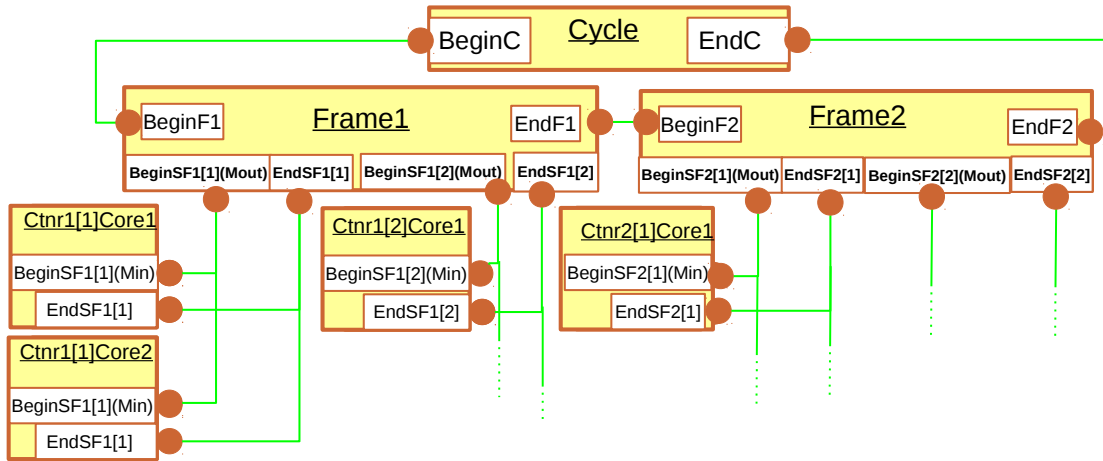 Cycle
BeginC
EndC
Frame1
BeginF1
EndF1
BeginSF1[1](Mout)
EndSF1[1]
BeginSF1[2](Mout)
EndSF1[2]
Frame2
BeginF2
EndF2
BeginSF2[1](Mout)
EndSF2[1]
BeginSF2[2](Mout)
EndSF2[2]
Ctnr1[1]Core1
BeginSF1[1](Min)
EndSF1[1]
Ctnr1[2]Core1
BeginSF1[2](Min)
EndSF1[2]
Ctnr2[1]Core1
BeginSF2[1](Min)
EndSF2[1]
Ctnr1[1]Core2
BeginSF1[1](Min)
EndSF1[1]